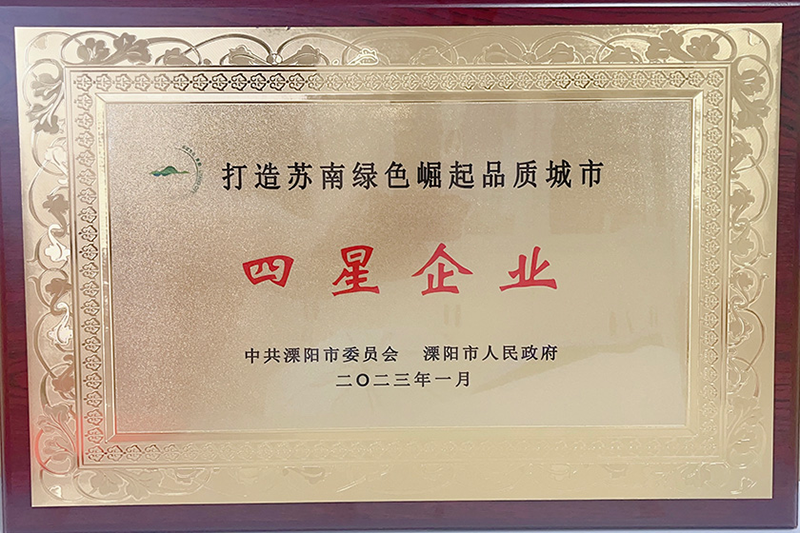 打造苏南绿色崛起品质城市
四星企业
中共溧阳市委员会 溧阳市人民政府
二〇二三年一月